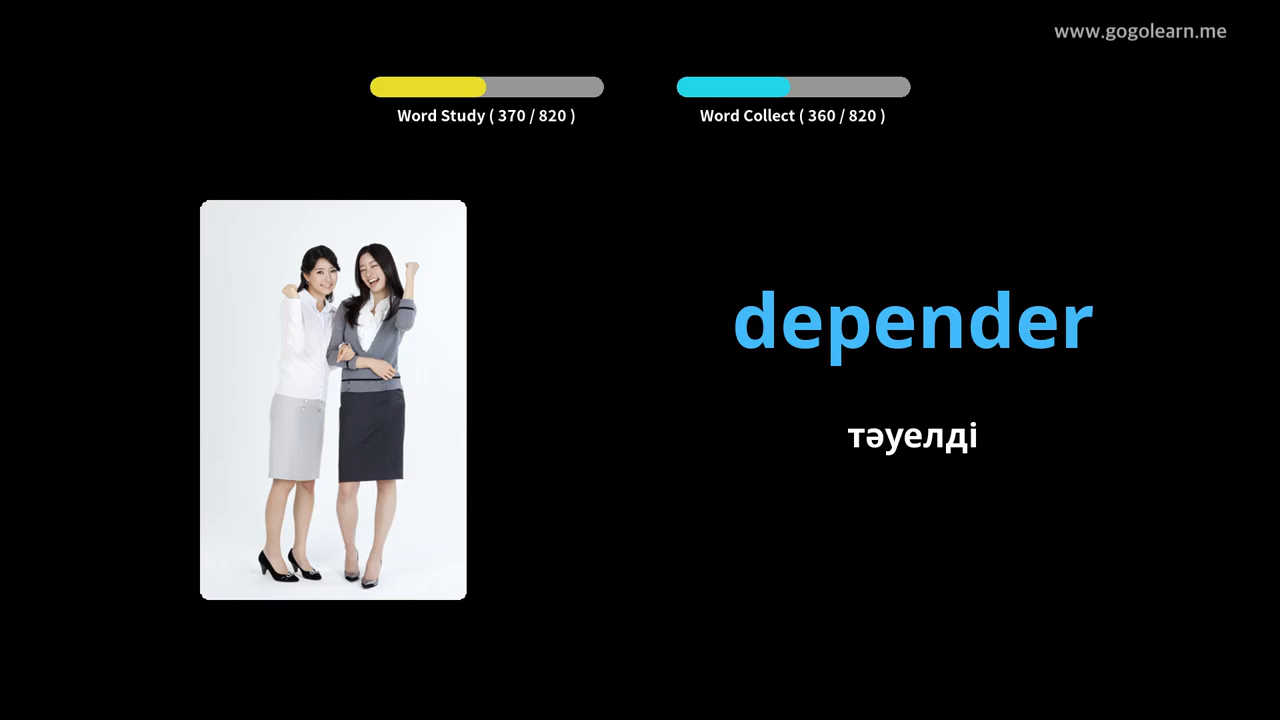 www.gogolearn.me
Word Study ( 370 / 820 )
Word Collect ( 360 / 820 )
depender
тәуелді